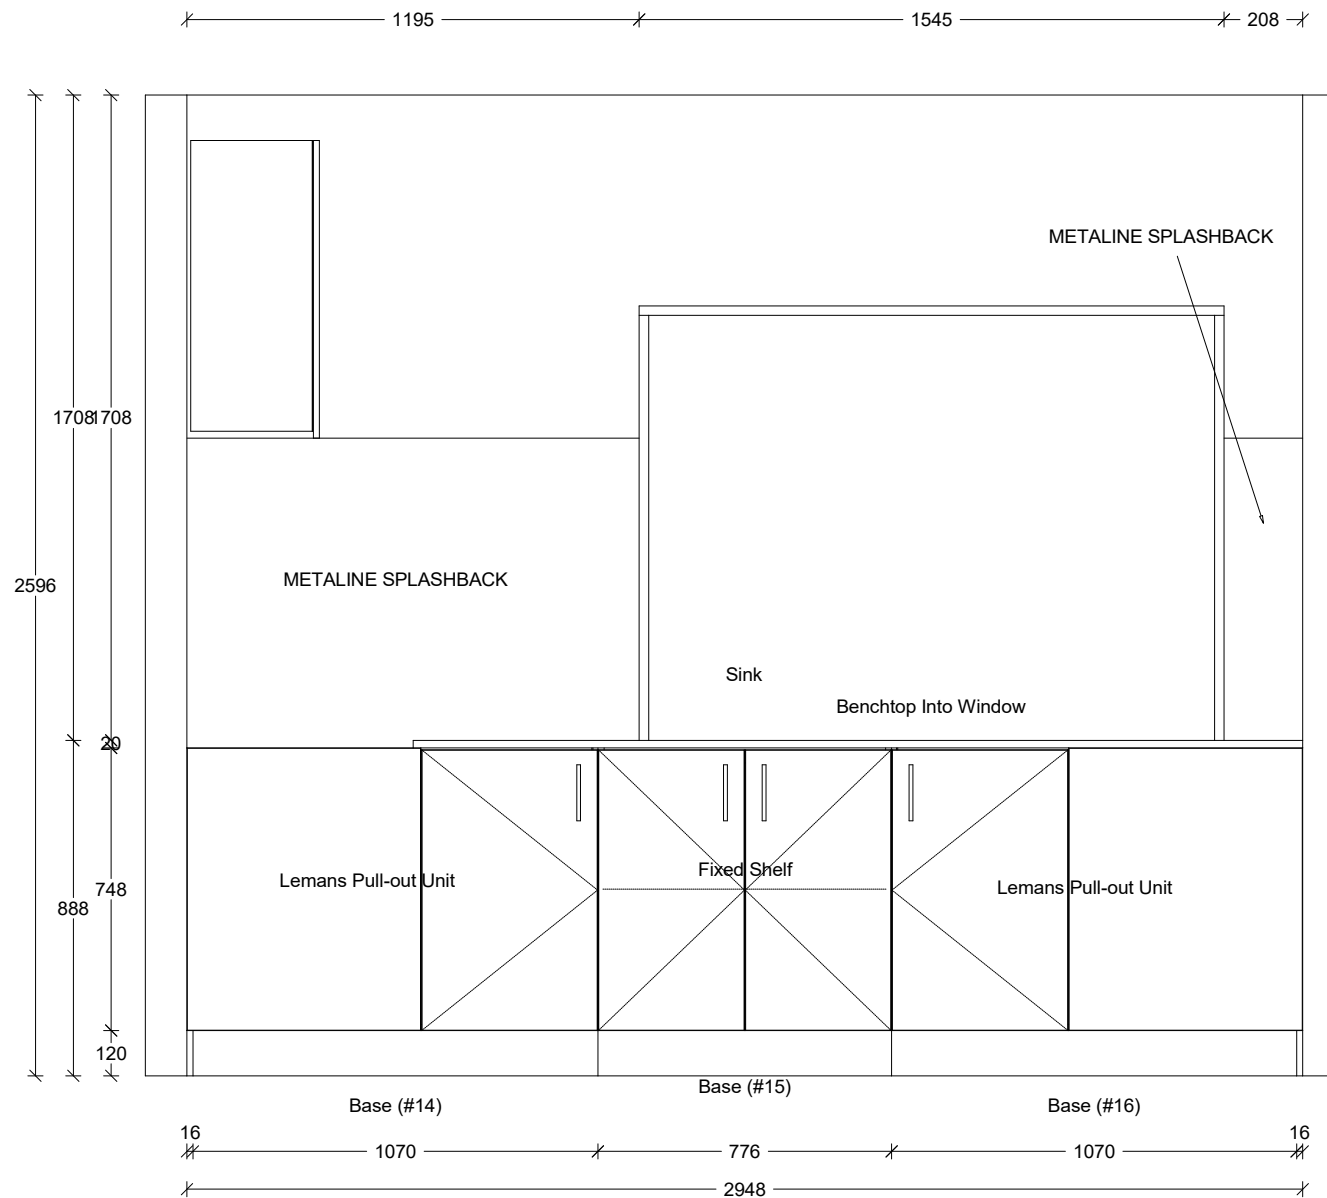 1195
1545
208
METALINE SPLASHBACK
1708
1708
2596
METALINE SPLASHBACK
Sink
Benchtop Into Window
20
Fixed Shelf
Lemans Pull-out Unit
Lemans Pull-out Unit
748
888
120
Base (#15)
Base (#14)
Base (#16)
16
16
1070
776
1070
2948